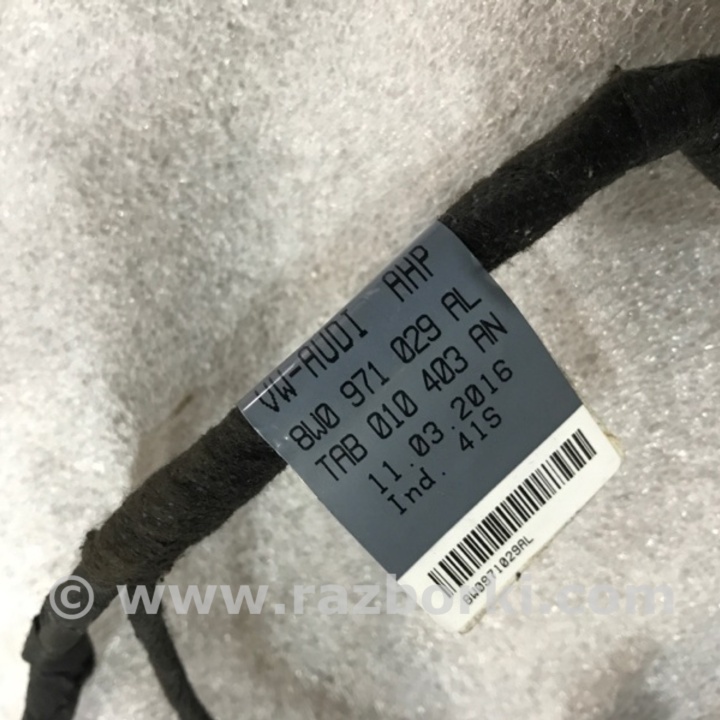 VW-AUDI AHP
8W0 971 029 AL
TAB 010 403 AN
11.03.2016
Ind. 41S
8W0971029AL
© www.razborki.com